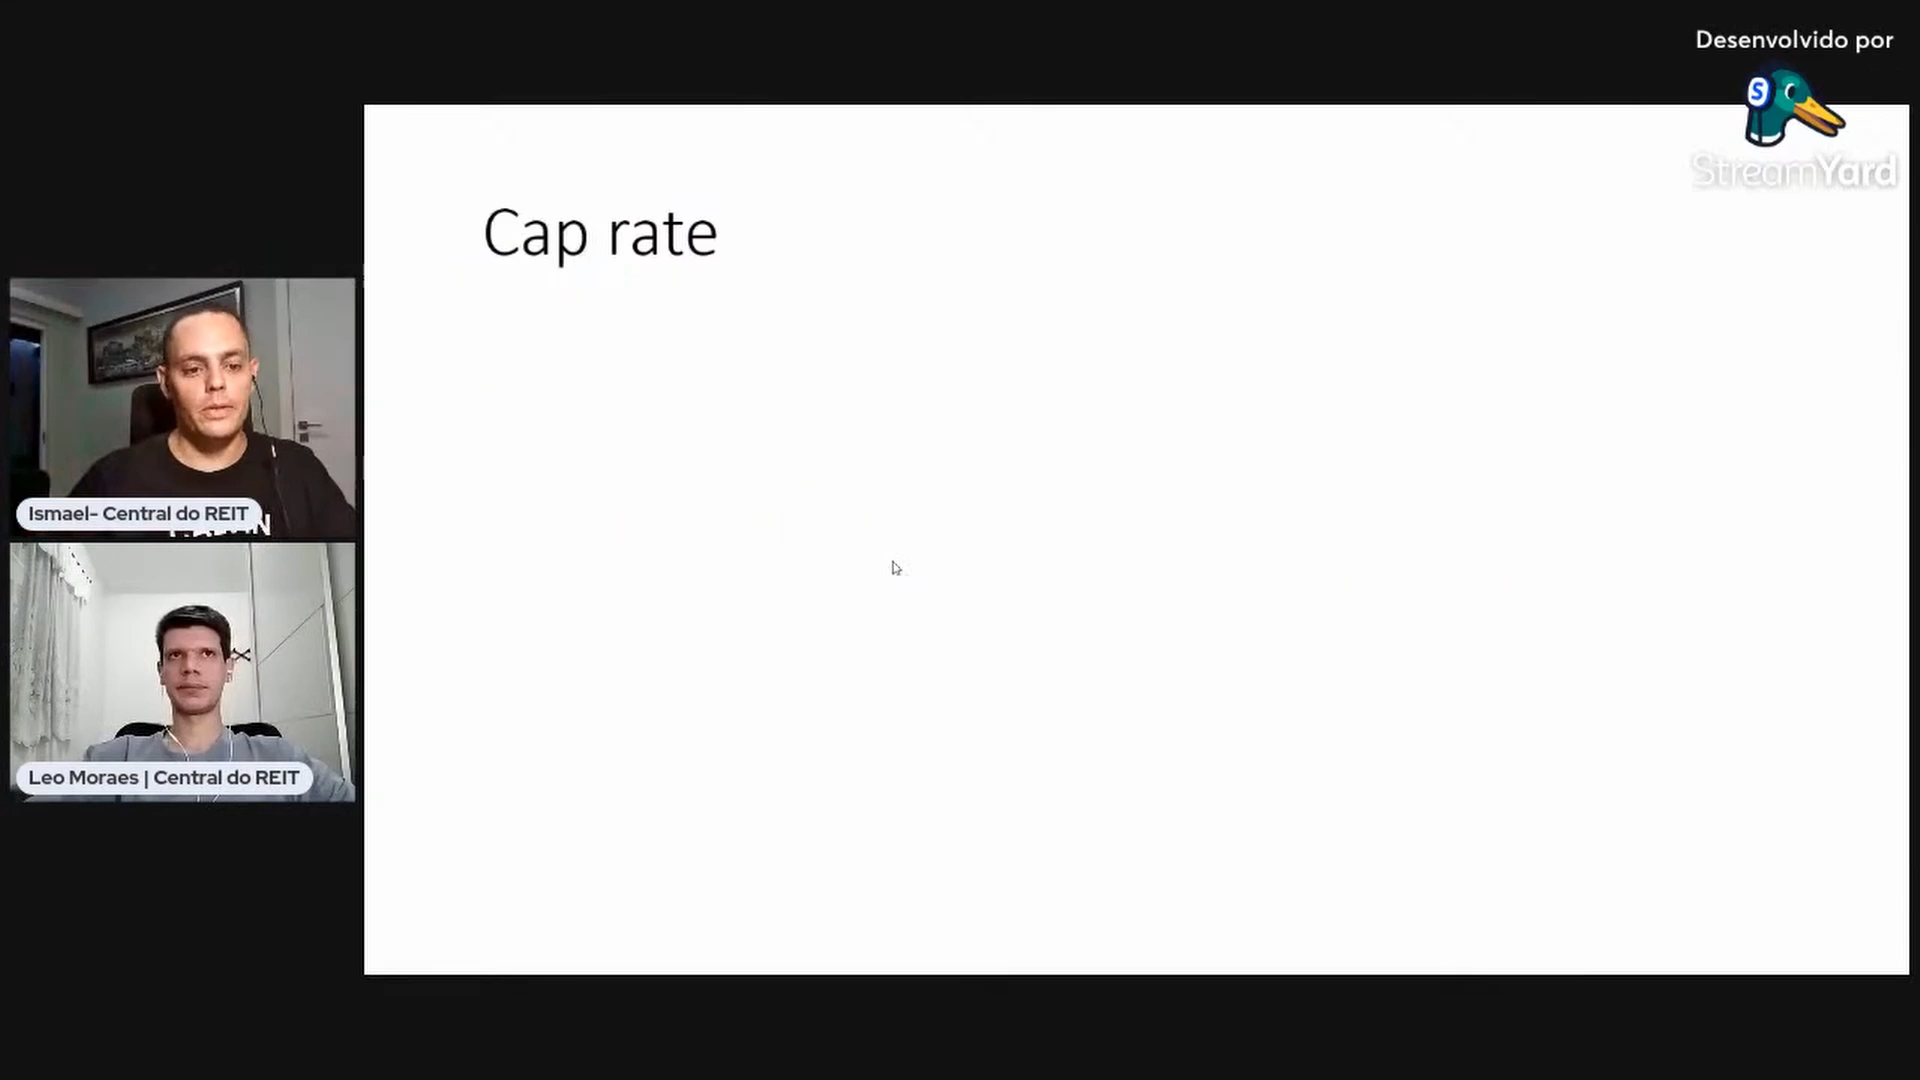 Desenvolvido por
S
StreamYard
Cap rate
Ismael- Central do REIT
Leo Moraes | Central do REIT